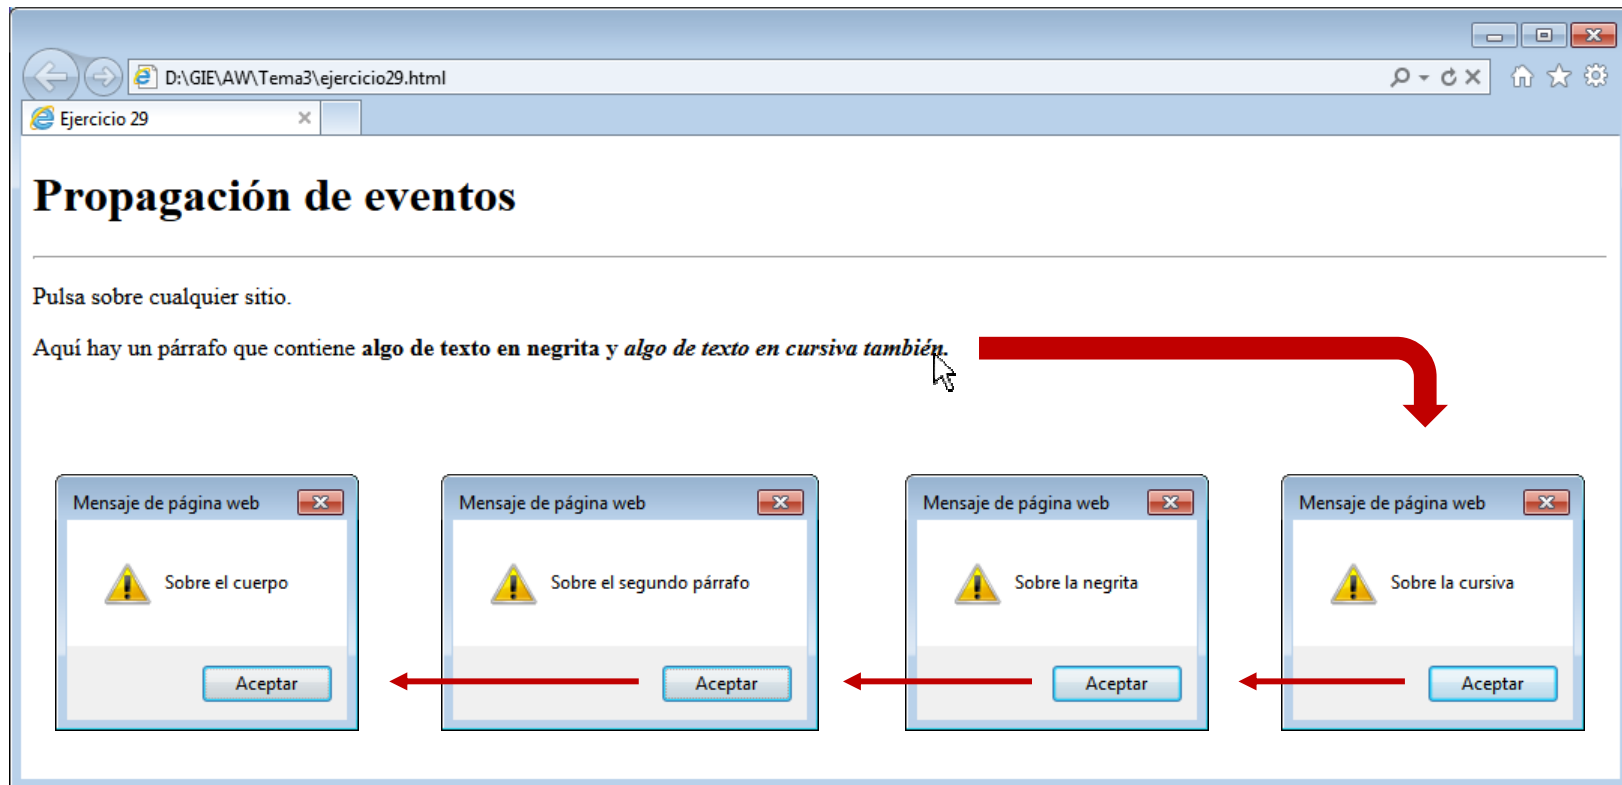 D:\GIE\AW\Tema3\ejercicio29.html
Ejercicio 29
Propagación de eventos
Pulsa sobre cualquier sitio.
Aquí hay un párrafo que contiene algo de texto en negrita y algo de texto en cursiva también.
Mensaje de página web
Sobre el cuerpo
Aceptar
Mensaje de página web
Sobre el segundo párrafo
Aceptar
Mensaje de página web
Sobre la negrita
Aceptar
Mensaje de página web
Sobre la cursiva
Aceptar